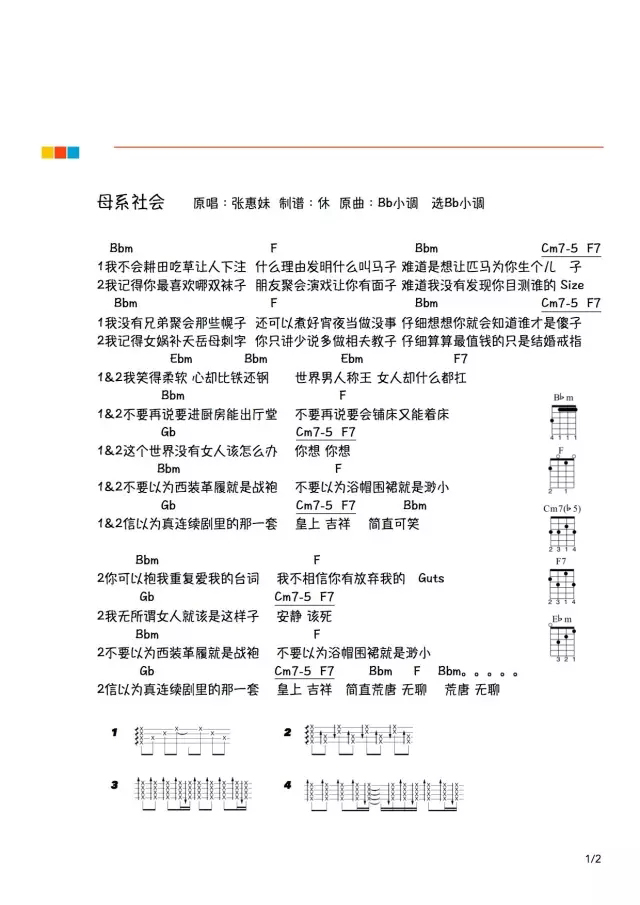 母系社会 原唱：张惠妹 制谱：休 原曲：Bb小调 选Bb小调
Bbm F Bbm Cm7-5 F7
1我不会耕田吃草让人下注 什么理由发明什么叫马子 难道是想让匹马为你生个儿 子
2我记得你最喜欢哪双袜子 朋友聚会演戏让你有面子 难道我没有发现你目测谁的 Size
Bbm F Bbm Cm7-5 F7
1我没有兄弟聚会那些幌子 还可以煮好宵夜当做没事 仔细想想你就会知道谁才是傻子
2我记得女娲补天岳母刺字 你只讲少说多做相夫教子 仔细算算最值钱的只是结婚戒指
Ebm Bbm Ebm F7
1&2我笑得柔软 心却比铁还钢 世界男人称王 女人却什么都扛
Bbm F
1&2不要再说要进厨房能出厅堂 不要再说要会铺床又能着床
Gb Cm7-5 F7
1&2这个世界没有女人该怎么办 你想 你想
Bbm F
1&2不要以为西装革履就是战袍 不要以为浴帽围裙就是渺小
Gb Cm7-5 F7 Bbm
1&2信以为真连续剧里的那一套 皇上 吉祥 简直可笑
Bbm F
2你可以抱我重复爱我的台词 我不相信你有放弃我的 Guts
Gb Cm7-5 F7
2我无所谓女人就该是这样子 安静 该死
Bbm F
2不要以为西装革履就是战袍 不要以为浴帽围裙就是渺小
Gb Cm7-5 F7 Bbm F Bbm。。。。。
2信以为真连续剧里的那一套 皇上 吉祥 简直荒唐 无聊 荒唐 无聊
B♭m
4 1 1 1
F
2 1
Cm7(♭5)
2 3 1 4
F7
2 3 1 4
E♭m
3 2 1
1 2
3 4
1/2